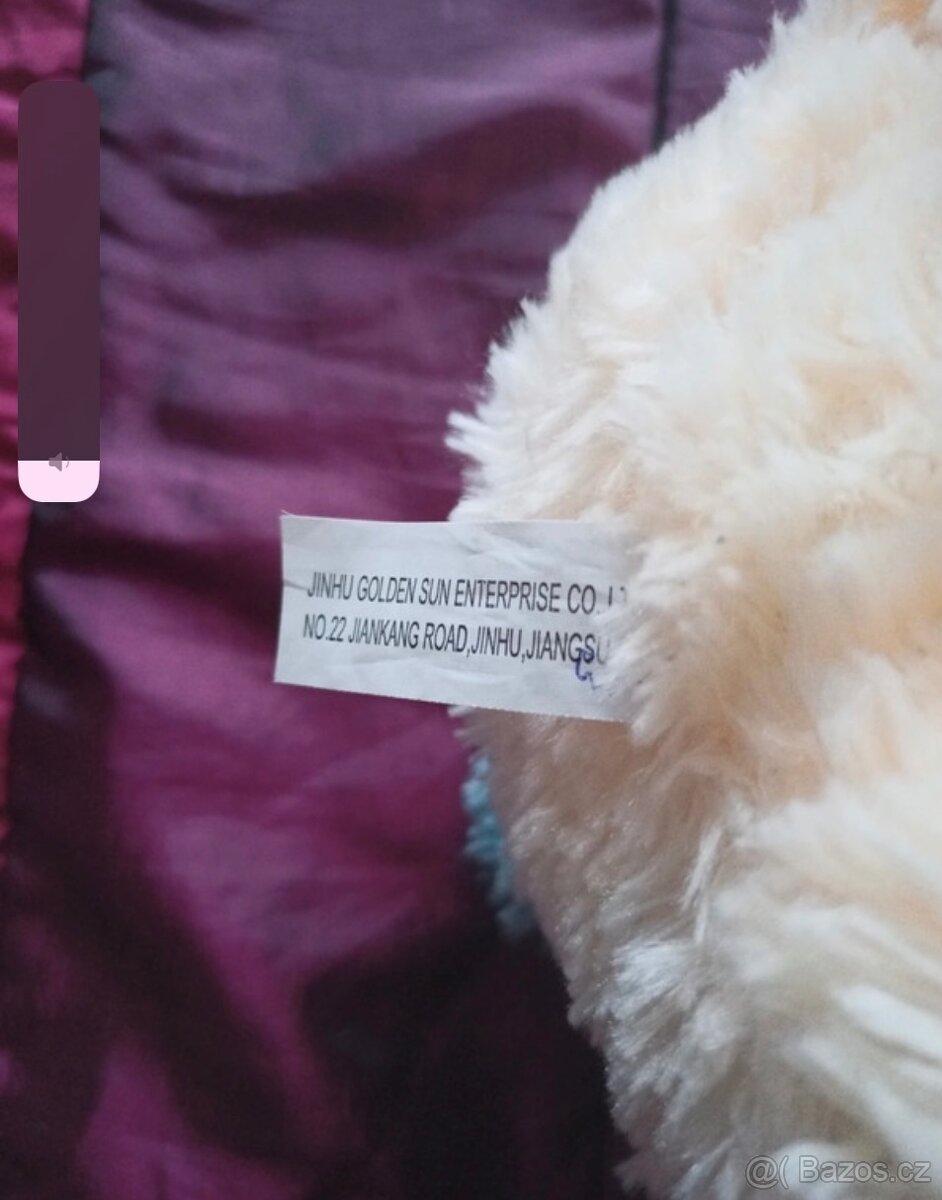 JINHU GOLDEN SUN ENTERPRISE CO.
NO.22 JIANKANG ROAD,JINHU,JIANGSU
@( Bazos.cz